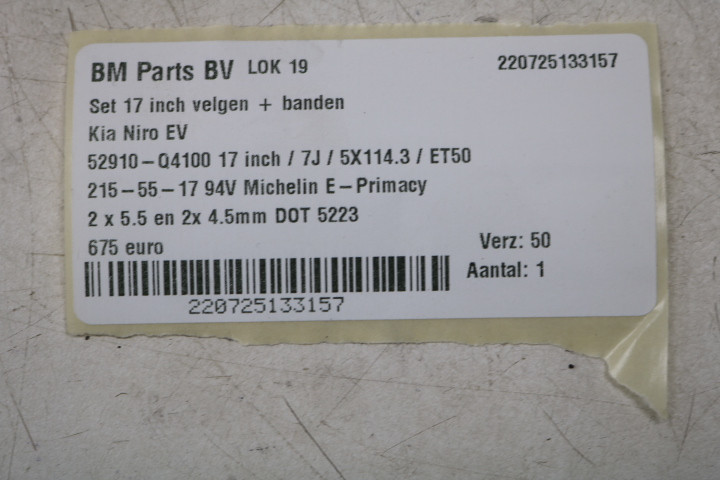 BM Parts BV LOK 19 220725133157
Set 17 inch velgen + banden
Kia Niro EV
52910-Q4100 17 inch / 7J / 5X114.3 / ET50
215-55-17 94V Michelin E-Primacy
2 x 5.5 en 2x 4.5mm DOT 5223
675 euro Verz: 50
Aantal: 1
220725133157